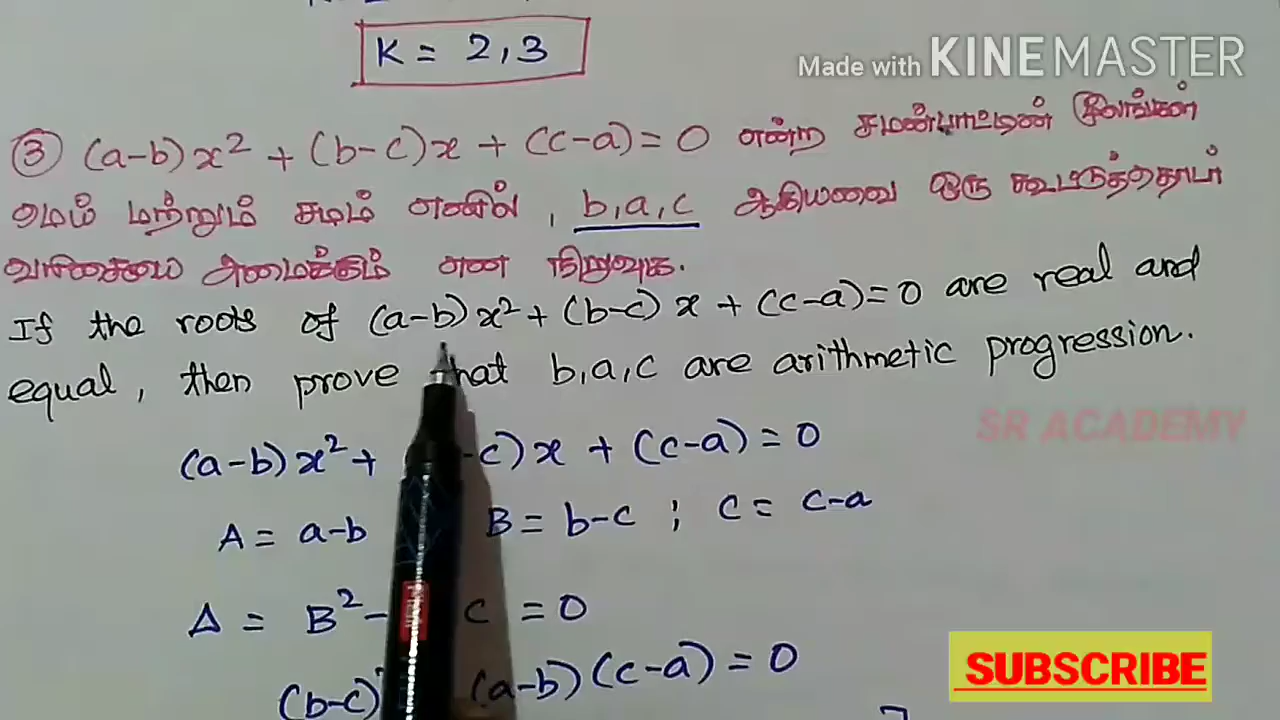 K = 2,3
Made with KINEMASTER
③ (a-b)x² + (b-c)x + (c-a) = 0 என்ற சமன்பாட்டின் மூலங்கள்
மெய் மற்றும் சமம் எனில், b,a,c ஆகியவை ஒரு கூட்டுத்தொடர்
வரிசையை அமைக்கும் என நிறுவுக.
If the roots of (a-b)x² + (b-c) x + (c-a) = 0 are real and
equal, then prove that b,a,c are arithmetic progression.
SR ACADEMY
(a-b)x² + -c)x + (c-a) = 0
A = a-b B = b-c ; C = c-a
Δ = B² - C = 0
(b-c) (a-b)(c-a) = 0
SUBSCRIBE